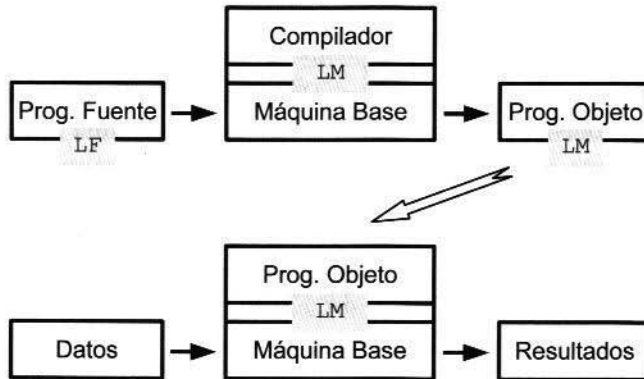 Compilador
LM
Prog. Fuente
Máquina Base
Prog. Objeto
LF
LM
Prog. Objeto
LM
Datos
Máquina Base
Resultados